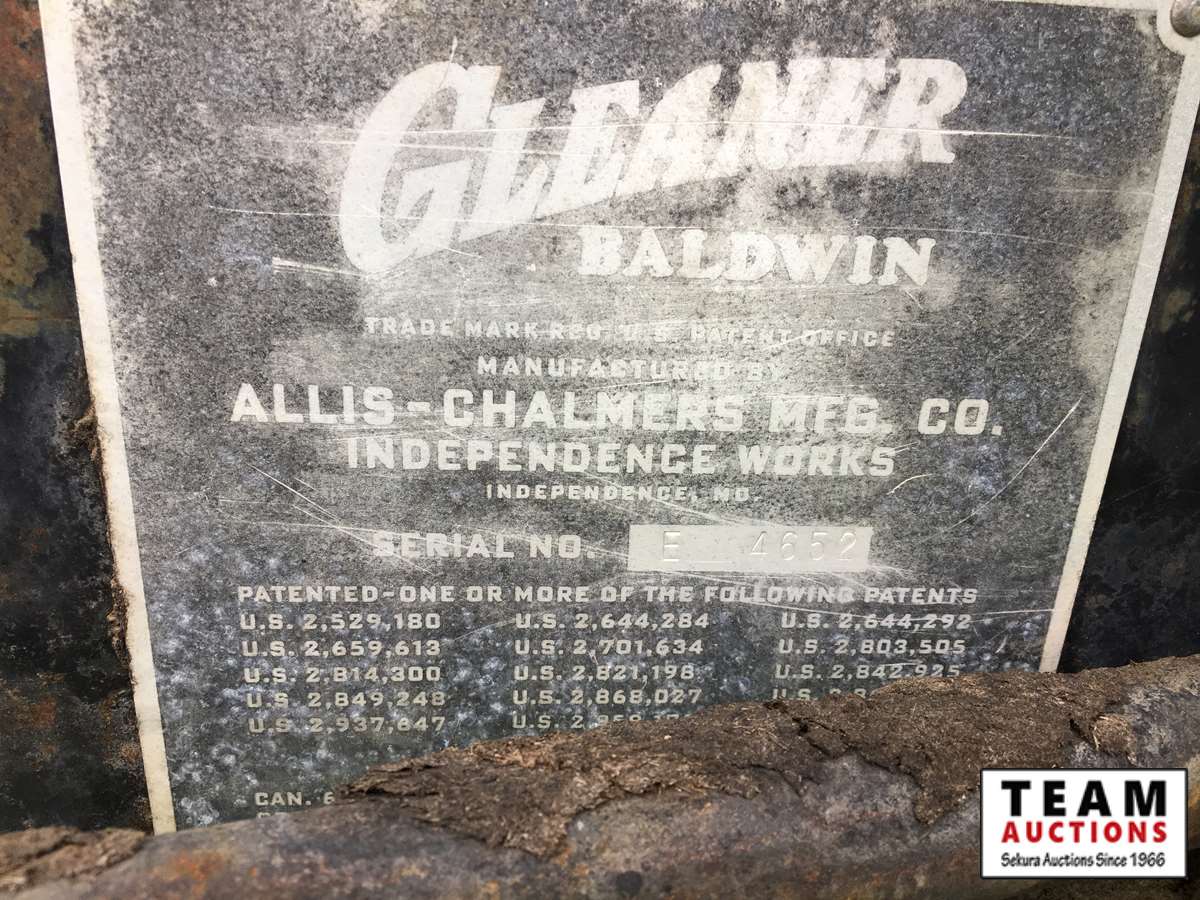 GLEANER
BALDWIN
TRADE MARK REG. U.S. PATENT OFFICE
MANUFACTURED BY
ALLIS-CHALMERS MFG. CO.
INDEPENDENCE WORKS
INDEPENDENCE, MO.
SERIAL NO. E 4652
PATENTED-ONE OR MORE OF THE FOLLOWING PATENTS
U.S. 2,529,180 U.S. 2,644,284 U.S. 2,644,292
U.S. 2,659,613 U.S. 2,701,634 U.S. 2,803,505
U.S. 2,814,300 U.S. 2,821,198 U.S. 2,842,925
U.S. 2,849,248 U.S. 2,868,027 U.S.
U.S. 2,937,647 U.S.
CAN.
TEAM
AUCTIONS
Sekura Auctions Since 1966